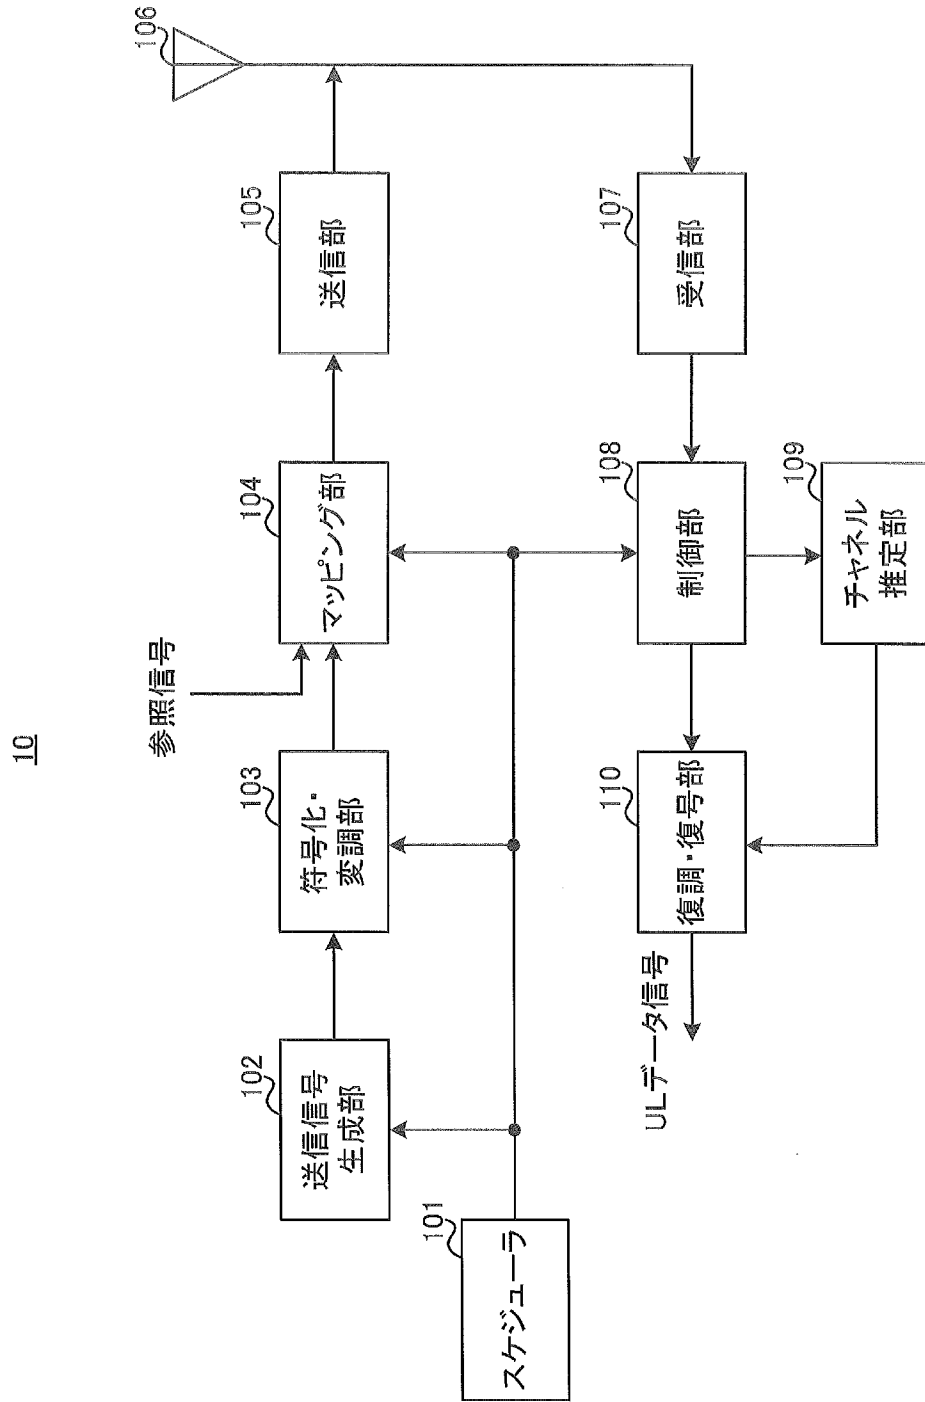 10
参照信号
102
送信信号
生成部
103
符号化・
変調部
104
マッピング部
105
送信部
106
101
スケジューラ
ULデータ信号
110
復調・復号部
108
制御部
107
受信部
109
チャネル
推定部